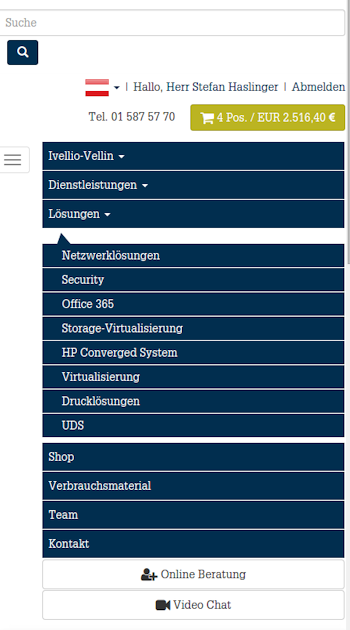 Suche
| Hallo, Herr Stefan Haslinger | Abmelden
Tel. 01 587 57 70 4 Pos. / EUR 2.516,40 €
Ivellio-Vellin
Dienstleistungen
Lösungen
Netzwerklösungen
Security
Office 365
Storage-Virtualisierung
HP Converged System
Virtualisierung
Drucklösungen
UDS
Shop
Verbrauchsmaterial
Team
Kontakt
Online Beratung
Video Chat